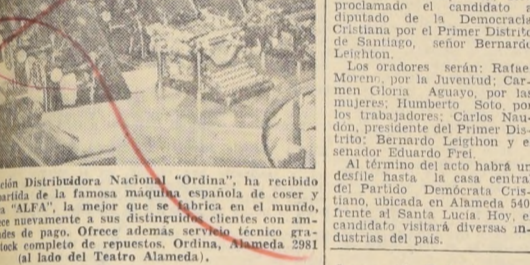 ción Distribuidora Nacional "Ordina", ha recibido
partida de la famosa máquina española de coser y
a "ALFA", la mejor que se fabrica en el mundo,
ce nuevamente a sus distinguidos clientes con am-
des de pago. Ofrece además servicio técnico gra-
tock completo de repuestos. Ordina, Alameda 2981
(al lado del Teatro Alameda).
proclamado el candidato a
diputado de la Democracia
Cristiana por el Primer Distrito
de Santiago, señor Bernardo
Leighton.
Los oradores serán: Rafael
Moreno, por la Juventud; Car-
men Gloria Aguayo, por las
mujeres; Humberto Soto, por
los trabajadores; Carlos Nau-
dón, presidente del Primer Dis-
trito; Bernardo Leigthon y el
senador Eduardo Frei.
Al término del acto habrá un
desfile hasta la casa central
del Partido Demócrata Cris-
tiano, ubicada en Alameda 540,
frente al Santa Lucía. Hoy, el
candidato visitará diversas in-
dustrias del país.